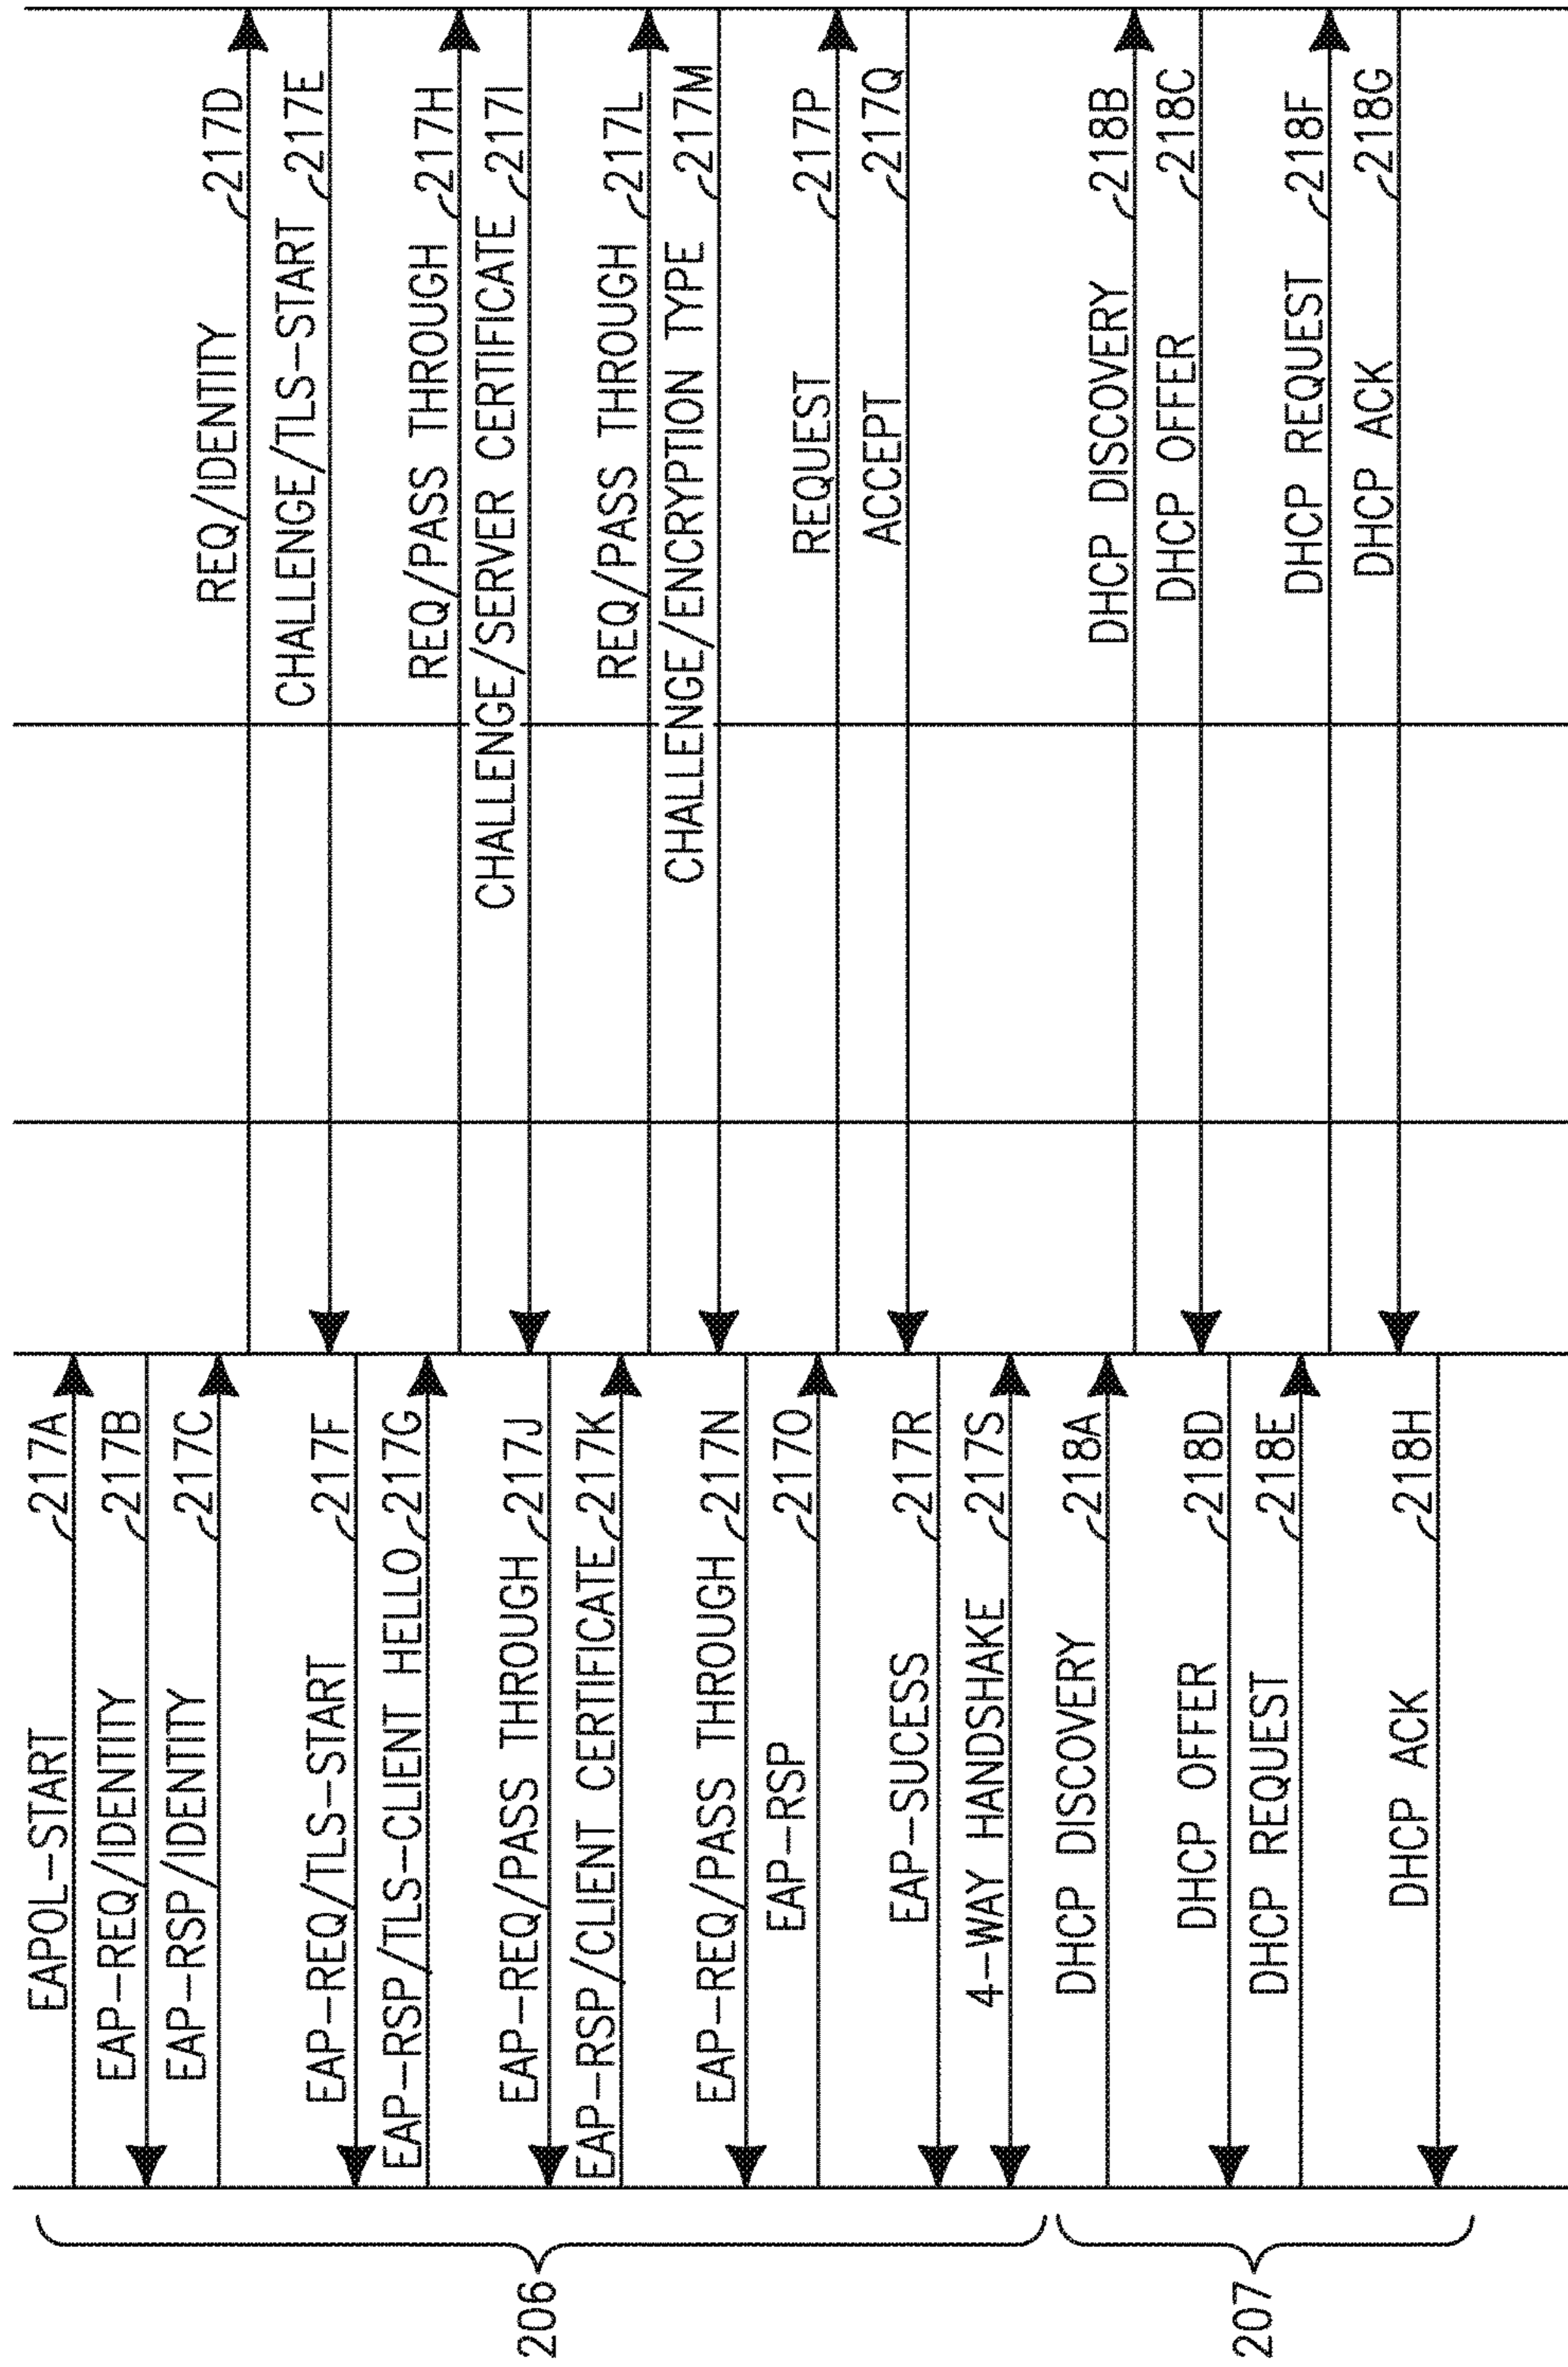 EAPOL-START 217A
EAP-REQ/IDENTITY 217B
EAP-RSP/IDENTITY 217C
REQ/IDENTITY 217D
CHALLENGE/TLS-START 217E
EAP-REQ/TLS-START 217F
EAP-RSP/TLS-CLIENT HELLO 217G
REQ/PASS THROUGH 217H
CHALLENGE/SERVER CERTIFICATE 217I
EAP-REQ/PASS THROUGH 217J
EAP-RSP/CLIENT CERTIFICATE 217K
REQ/PASS THROUGH 217L
CHALLENGE/ENCRYPTION TYPE 217M
EAP-REQ/PASS THROUGH 217N
EAP-RSP 217O
REQUEST 217P
ACCEPT 217Q
EAP-SUCESS 217R
4-WAY HANDSHAKE 217S
206
DHCP DISCOVERY 218A
DHCP DISCOVERY 218B
DHCP OFFER 218C
DHCP OFFER 218D
DHCP REQUEST 218E
DHCP REQUEST 218F
DHCP ACK 218G
DHCP ACK 218H
207